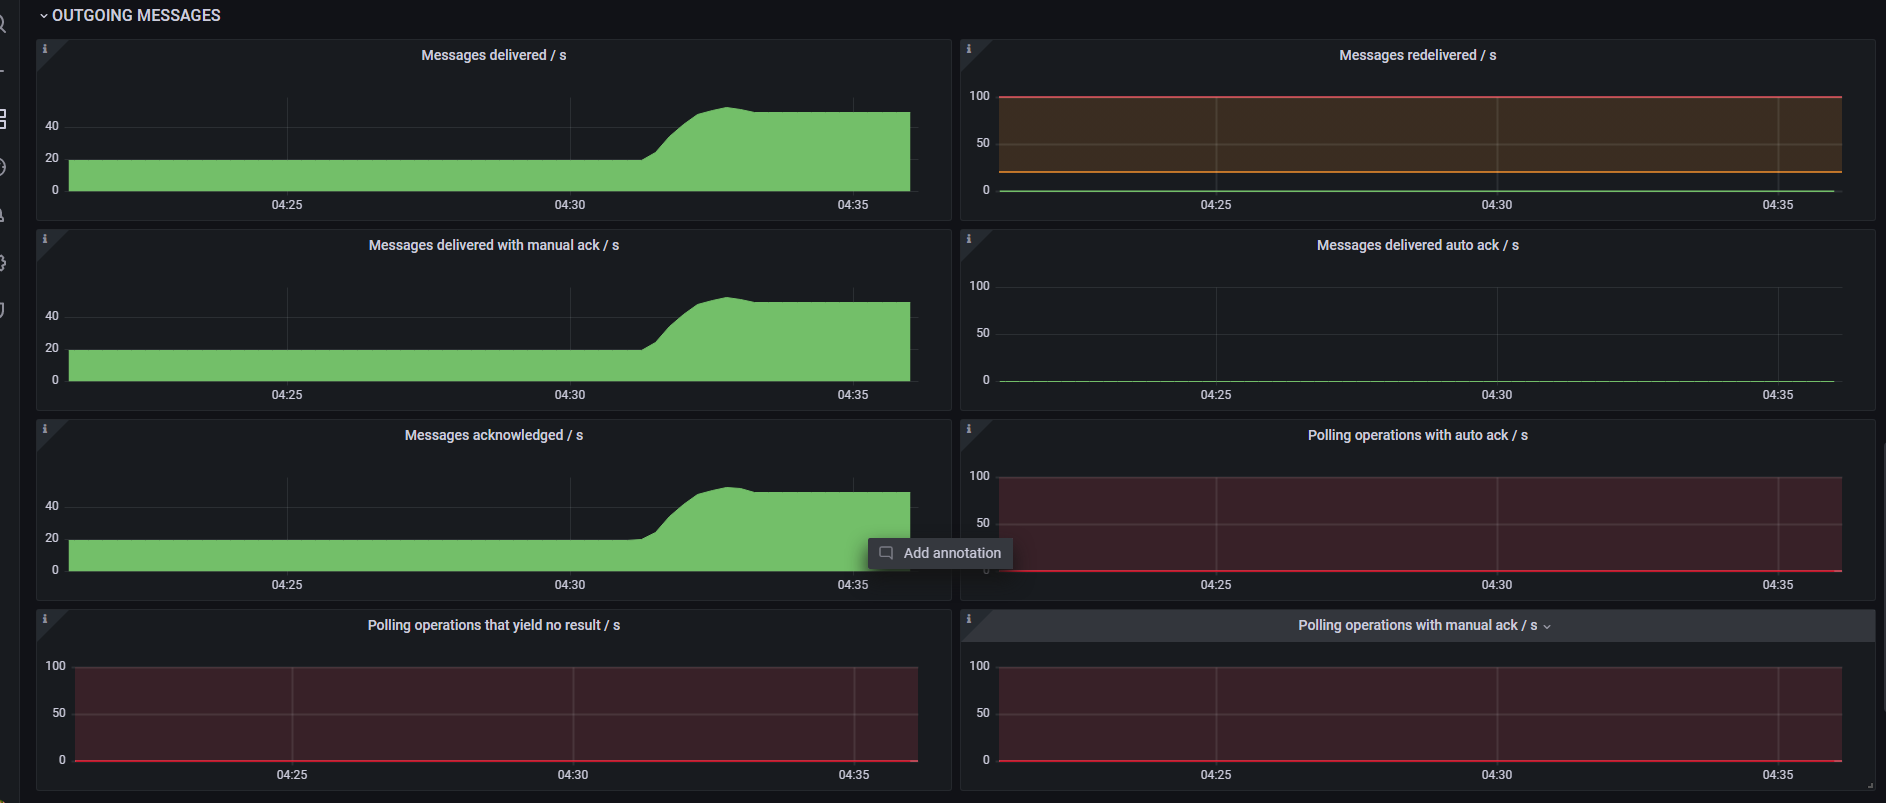 OUTGOING MESSAGES
Messages delivered / s
40
20
0
04:25 04:30 04:35
Messages redelivered / s
100
50
0
04:25 04:30 04:35
Messages delivered with manual ack / s
40
20
0
04:25 04:30 04:35
Messages delivered auto ack / s
100
50
0
04:25 04:30 04:35
Messages acknowledged / s
40
20
0
04:25 04:30 04:35
Add annotation
Polling operations with auto ack / s
100
50
0
04:25 04:30 04:35
Polling operations that yield no result / s
100
50
0
04:25 04:30 04:35
Polling operations with manual ack / s
100
50
0
04:25 04:30 04:35